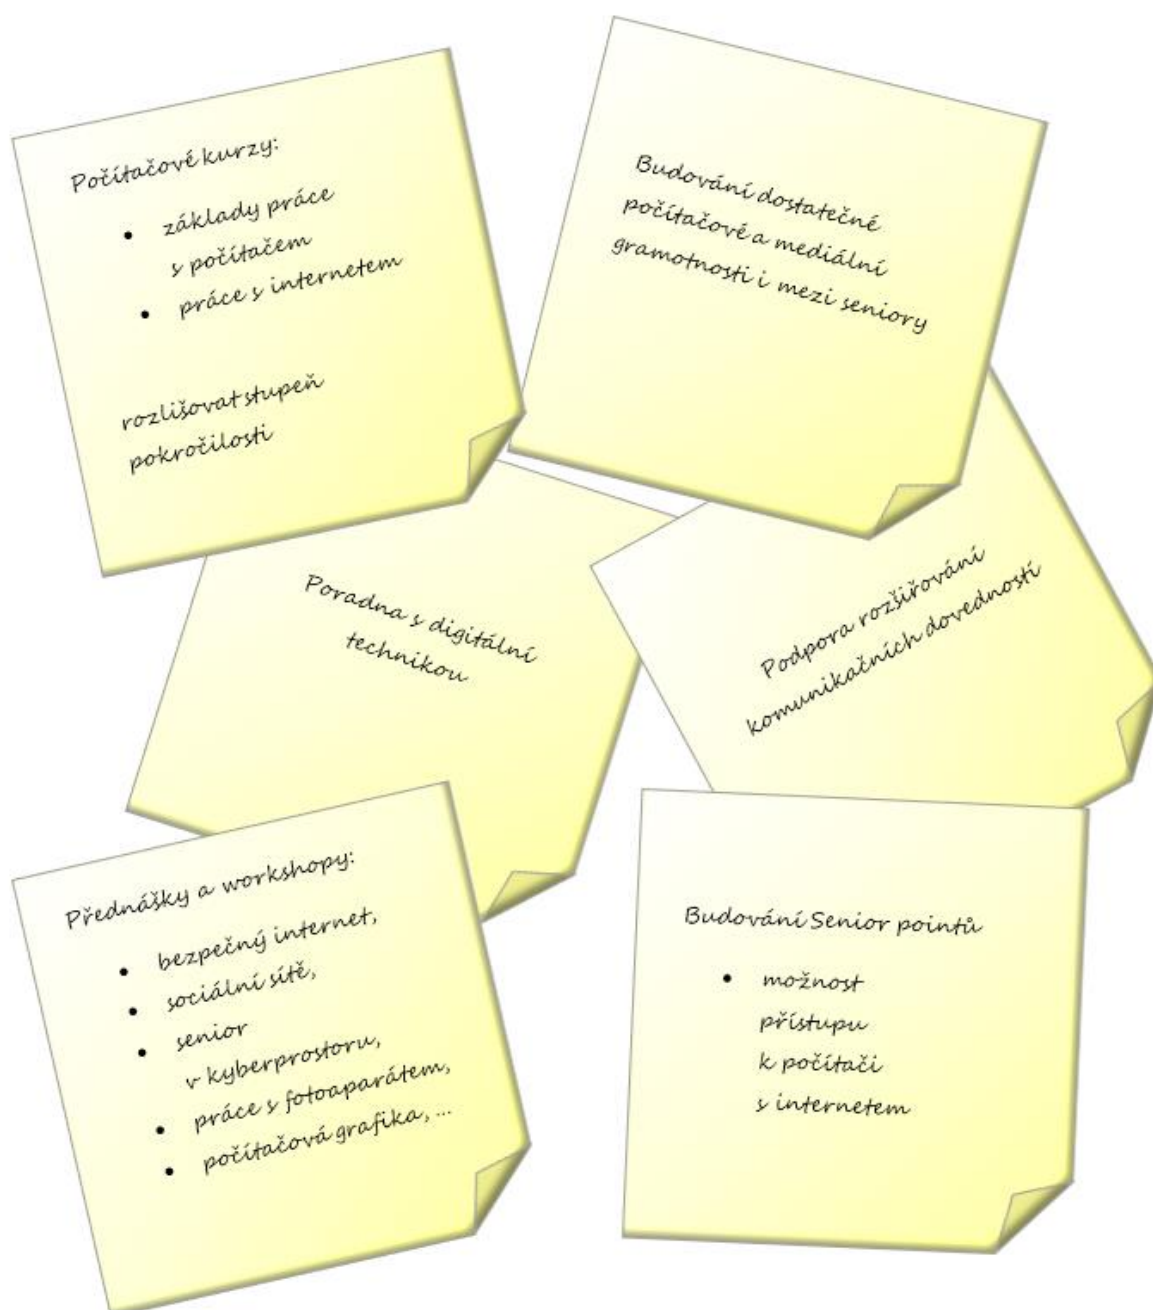 Počítačové kurzy:
• základy práce
s počítačem
• práce s internetem
rozlišovat stupeň
pokročilosti
Budování dostatečné
počítačové a mediální
gramotnosti i mezi seniory
Poradna s digitální
technikou
Podpora rozšiřování
komunikačních dovedností
Přednášky a workshopy:
• bezpečný internet,
• sociální sítě,
• senior
v kyberprostoru,
• práce s fotoaparátem,
• počítačová grafika, ...
Budování Senior pointů
• možnost
přístupu
k počítači
s internetem